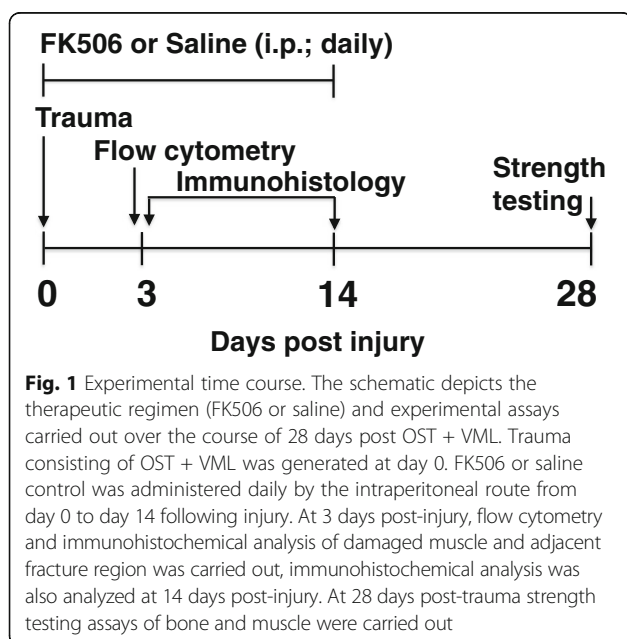 FK506 or Saline (i.p.; daily)
Trauma
Flow cytometry
Immunohistology
Strength
testing
0
3
14
28
Days post injury
Fig. 1 Experimental time course. The schematic depicts the
therapeutic regimen (FK506 or saline) and experimental assays
carried out over the course of 28 days post OST + VML. Trauma
consisting of OST + VML was generated at day 0. FK506 or saline
control was administered daily by the intraperitoneal route from
day 0 to day 14 following injury. At 3 days post-injury, flow cytometry
and immunohistochemical analysis of damaged muscle and adjacent
fracture region was carried out, immunohistochemical analysis was
also analyzed at 14 days post-injury. At 28 days post-trauma strength
testing assays of bone and muscle were carried out